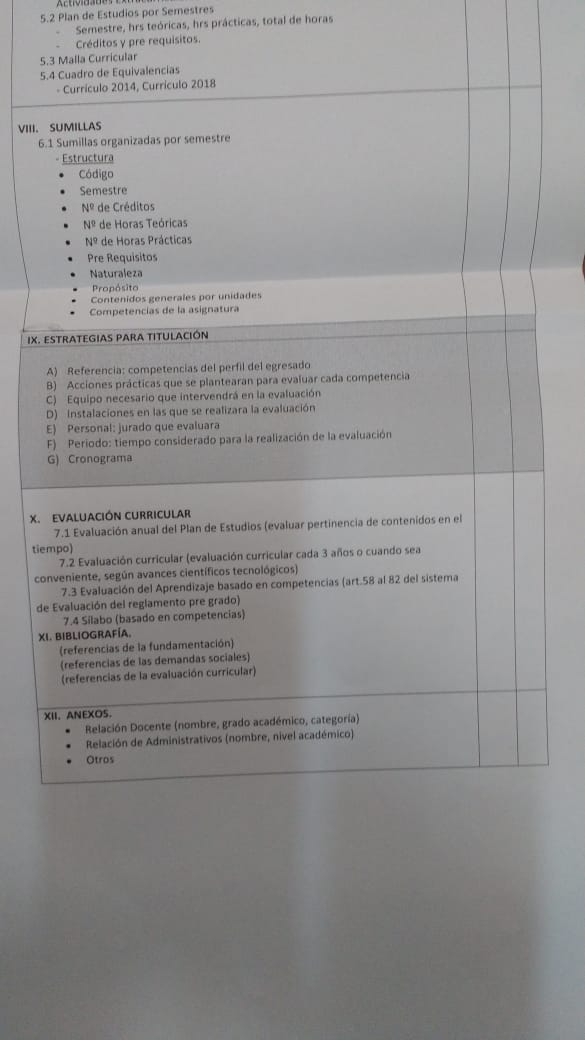 Actividades
5.2 Plan de Estudios por Semestres
- Semestre, hrs teóricas, hrs prácticas, total de horas
- Créditos y pre requisitos.
5.3 Malla Curricular
5.4 Cuadro de Equivalencias
- Currículo 2014, Currículo 2018
VIII. SUMILLAS
6.1 Sumillas organizadas por semestre
- Estructura
• Código
• Semestre
• Nº de Créditos
• Nº de Horas Teóricas
• Nº de Horas Prácticas
• Pre Requisitos
• Naturaleza
• Propósito
• Contenidos generales por unidades
• Competencias de la asignatura
IX. ESTRATEGIAS PARA TITULACIÓN
A) Referencia: competencias del perfil del egresado
B) Acciones prácticas que se plantearan para evaluar cada competencia
C) Equipo necesario que intervendrá en la evaluación
D) Instalaciones en las que se realizara la evaluación
E) Personal: jurado que evaluara
F) Periodo: tiempo considerado para la realización de la evaluación
G) Cronograma
X. EVALUACIÓN CURRICULAR
7.1 Evaluación anual del Plan de Estudios (evaluar pertinencia de contenidos en el
tiempo)
7.2 Evaluación curricular (evaluación curricular cada 3 años o cuando sea
conveniente, según avances científicos tecnológicos)
7.3 Evaluación del Aprendizaje basado en competencias (art.58 al 82 del sistema
de Evaluación del reglamento pre grado)
7.4 Sílabo (basado en competencias)
XI. BIBLIOGRAFÍA.
(referencias de la fundamentación)
(referencias de las demandas sociales)
(referencias de la evaluación curricular)
XII. ANEXOS.
• Relación Docente (nombre, grado académico, categoría)
• Relación de Administrativos (nombre, nivel académico)
• Otros